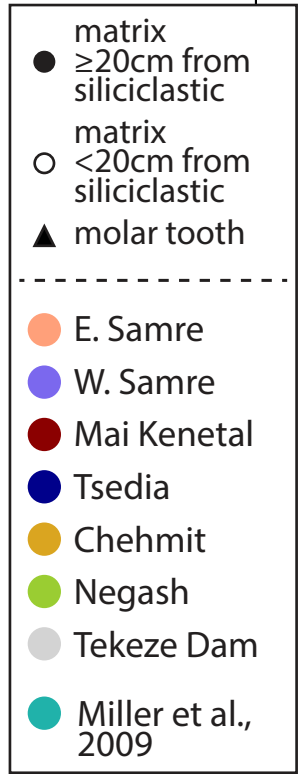 matrix
≥20cm from
siliciclastic
matrix
<20cm from
siliciclastic
molar tooth
E. Samre
W. Samre
Mai Kenetal
Tsedia
Chehmit
Negash
Tekeze Dam
Miller et al.,
2009